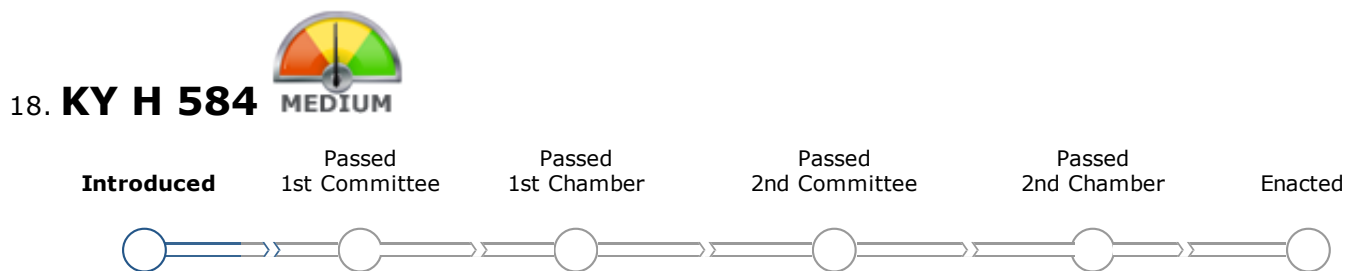 18. KY H 584
MEDIUM
Introduced
Passed
1st Committee
Passed
1st Chamber
Passed
2nd Committee
Passed
2nd Chamber
Enacted